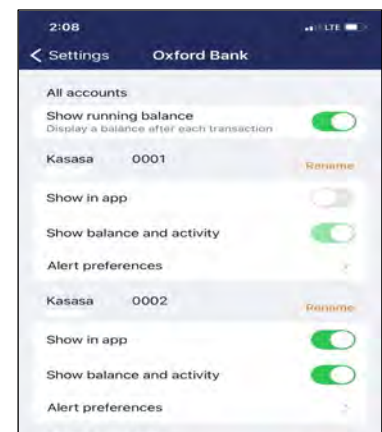 2:08
LTE
Settings
Oxford Bank
All accounts
Show running balance
Display a balance after each transaction
Kasasa 0001
Rename
Show in app
Show balance and activity
Alert preferences
Kasasa 0002
Rename
Show in app
Show balance and activity
Alert preferences